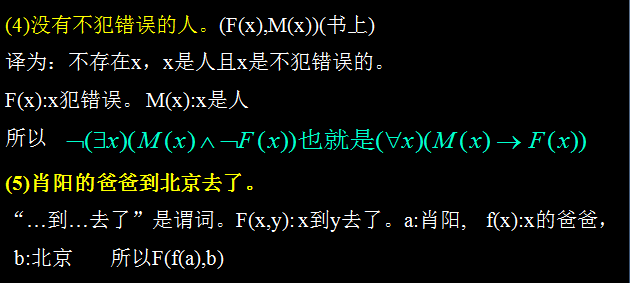 (4)没有不犯错误的人。(F(x),M(x))(书上)
译为：不存在x，x是人且x是不犯错误的。
F(x):x犯错误。M(x):x是人
所以 ¬(∃x)(M(x)∧¬F(x))也就是(∀x)(M(x)→F(x))
(5)肖阳的爸爸到北京去了。
“…到…去了”是谓词。F(x,y): x到y去了。a:肖阳, f(x):x的爸爸，
b:北京 所以F(f(a),b)